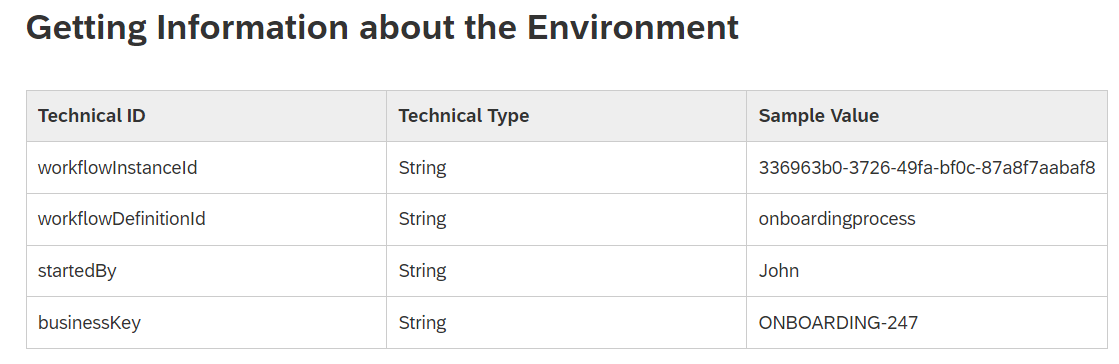 Getting Information about the Environment
Technical ID Technical Type Sample Value
workflowInstanceId String 336963b0-3726-49fa-bf0c-87a8f7aabaf8
workflowDefinitionId String onboardingprocess
startedBy String John
businessKey String ONBOARDING-247